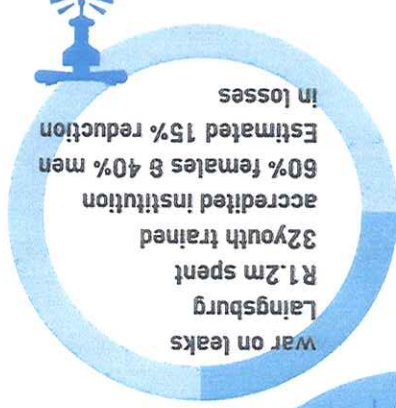 war on leaks
Laingsburg
R1.2m spent
32youth trained
accredited institution
60% females & 40% men
Estimated 15% reduction
in losses